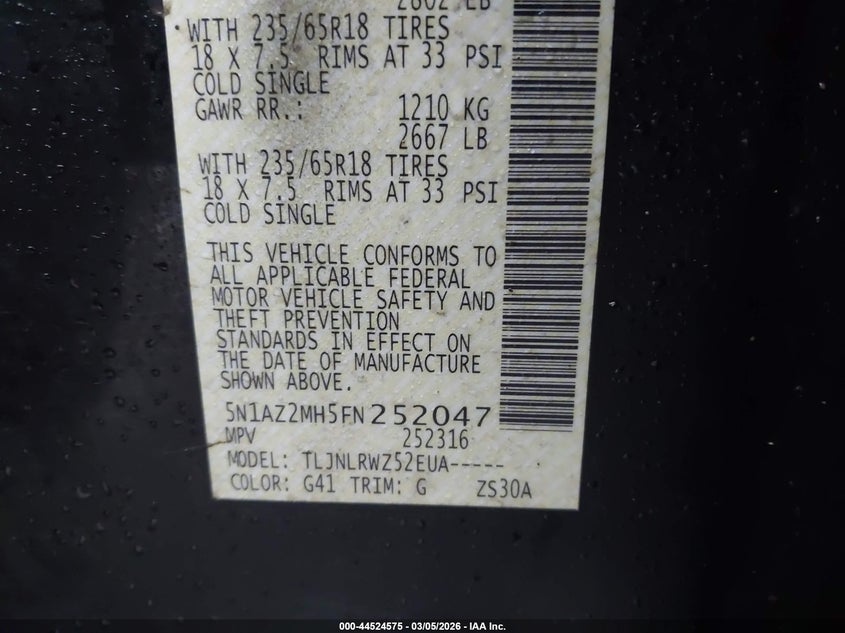 2802 LB
WITH 235/65R18 TIRES
18 X 7.5 RIMS AT 33 PSI
COLD SINGLE
GAWR RR.: 1210 KG
2667 LB
WITH 235/65R18 TIRES
18 X 7.5 RIMS AT 33 PSI
COLD SINGLE
THIS VEHICLE CONFORMS TO
ALL APPLICABLE FEDERAL
MOTOR VEHICLE SAFETY AND
THEFT PREVENTION
STANDARDS IN EFFECT ON
THE DATE OF MANUFACTURE
SHOWN ABOVE.
5N1AZ2MH5FN252047
MPV 252316
MODEL: TLJNLRWZ52EUA-----
COLOR: G41 TRIM: G ZS30A
000-44524575 — 03/05/2026 — IAA Inc.